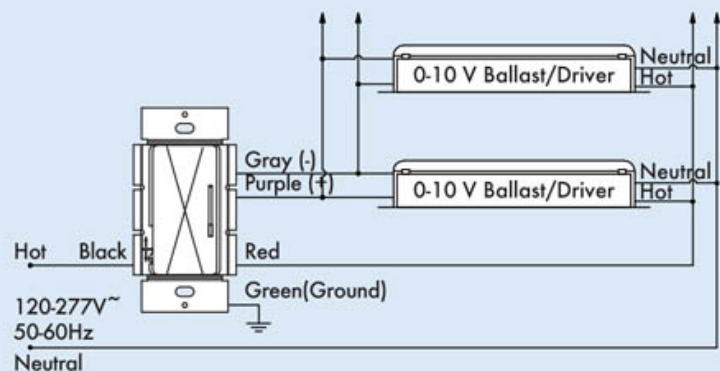 Neutral
0-10 V Ballast/Driver
Hot
Gray (-)
Purple (+)
Neutral
0-10 V Ballast/Driver
Hot
Hot
Black
Red
Green(Ground)
120-277V~
50-60Hz
Neutral